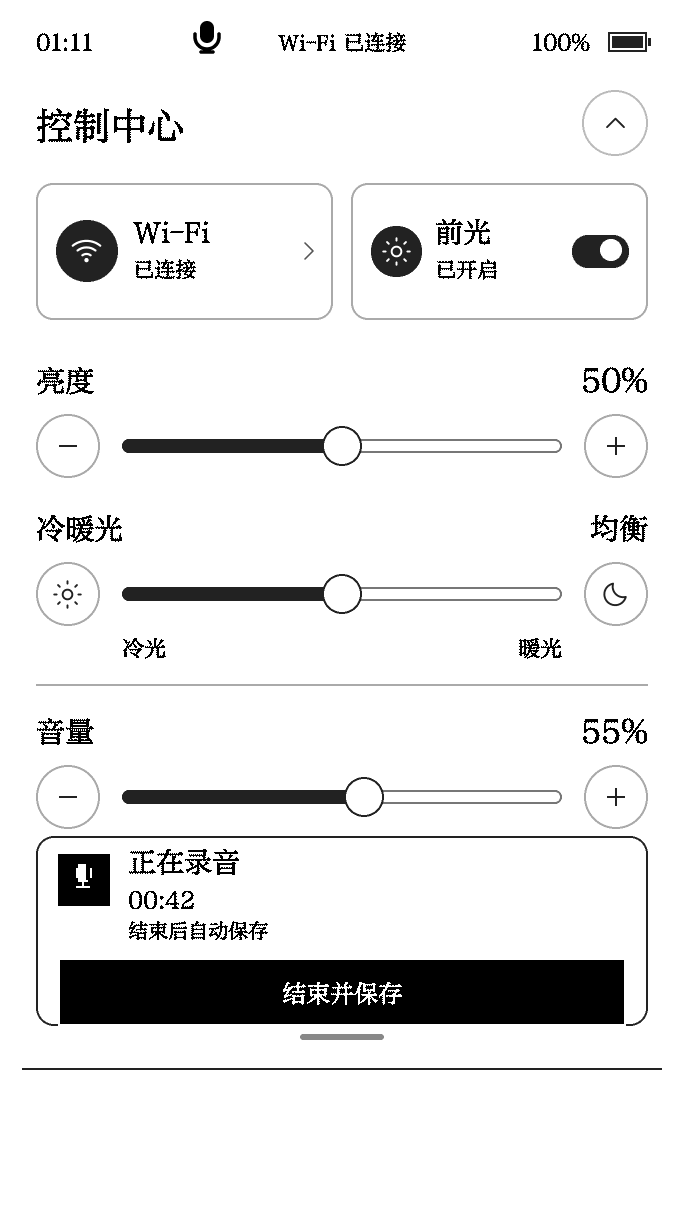 01:11 Wi-Fi 已连接 100%
控制中心
Wi-Fi
已连接
前光
已开启
亮度 50%
冷暖光 均衡
冷光 暖光
音量 55%
正在录音
00:42
结束后自动保存
结束并保存